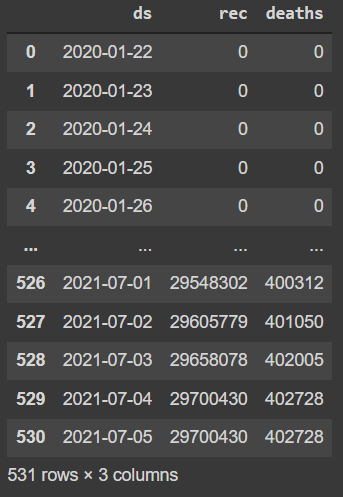 ds rec deaths
0 2020-01-22 0 0
1 2020-01-23 0 0
2 2020-01-24 0 0
3 2020-01-25 0 0
4 2020-01-26 0 0
... ... ... ...
526 2021-07-01 29548302 400312
527 2021-07-02 29605779 401050
528 2021-07-03 29658078 402005
529 2021-07-04 29700430 402728
530 2021-07-05 29700430 402728
531 rows × 3 columns